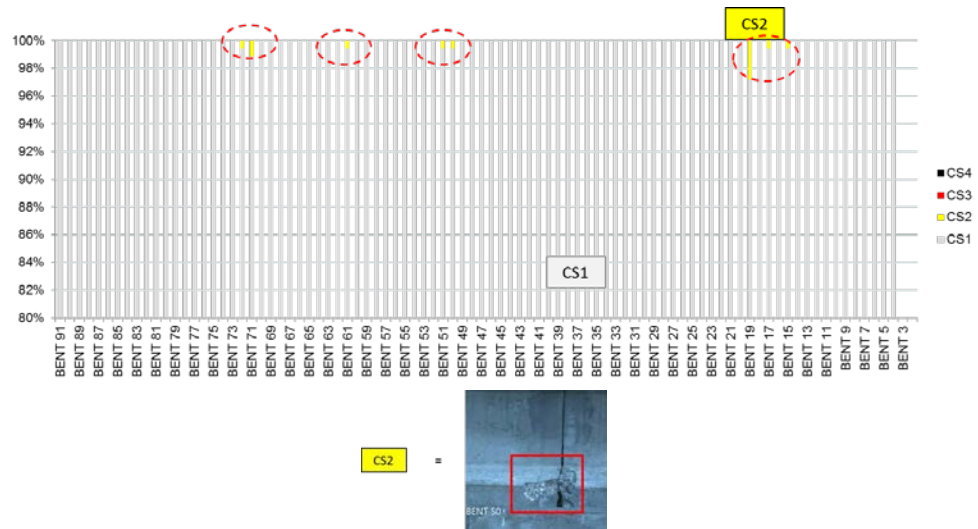 CS2
100%
98%
96%
94%
92%
90%
88%
86%
84%
82%
80%
CS1
CS4
CS3
CS2
CS1
BENT 91
BENT 89
BENT 87
BENT 85
BENT 83
BENT 81
BENT 79
BENT 77
BENT 75
BENT 73
BENT 71
BENT 69
BENT 67
BENT 65
BENT 63
BENT 61
BENT 59
BENT 57
BENT 55
BENT 53
BENT 51
BENT 49
BENT 47
BENT 45
BENT 43
BENT 41
BENT 39
BENT 37
BENT 35
BENT 33
BENT 31
BENT 29
BENT 27
BENT 25
BENT 23
BENT 21
BENT 19
BENT 17
BENT 15
BENT 13
BENT 11
BENT 9
BENT 7
BENT 5
BENT 3
CS2 =
BENT 50